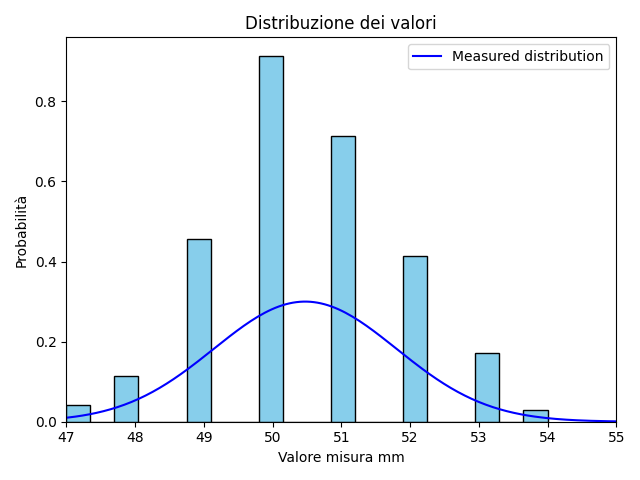 Distribuzione dei valori
Measured distribution
Probabilità
0.8
0.6
0.4
0.2
0.0
47 48 49 50 51 52 53 54 55
Valore misura mm